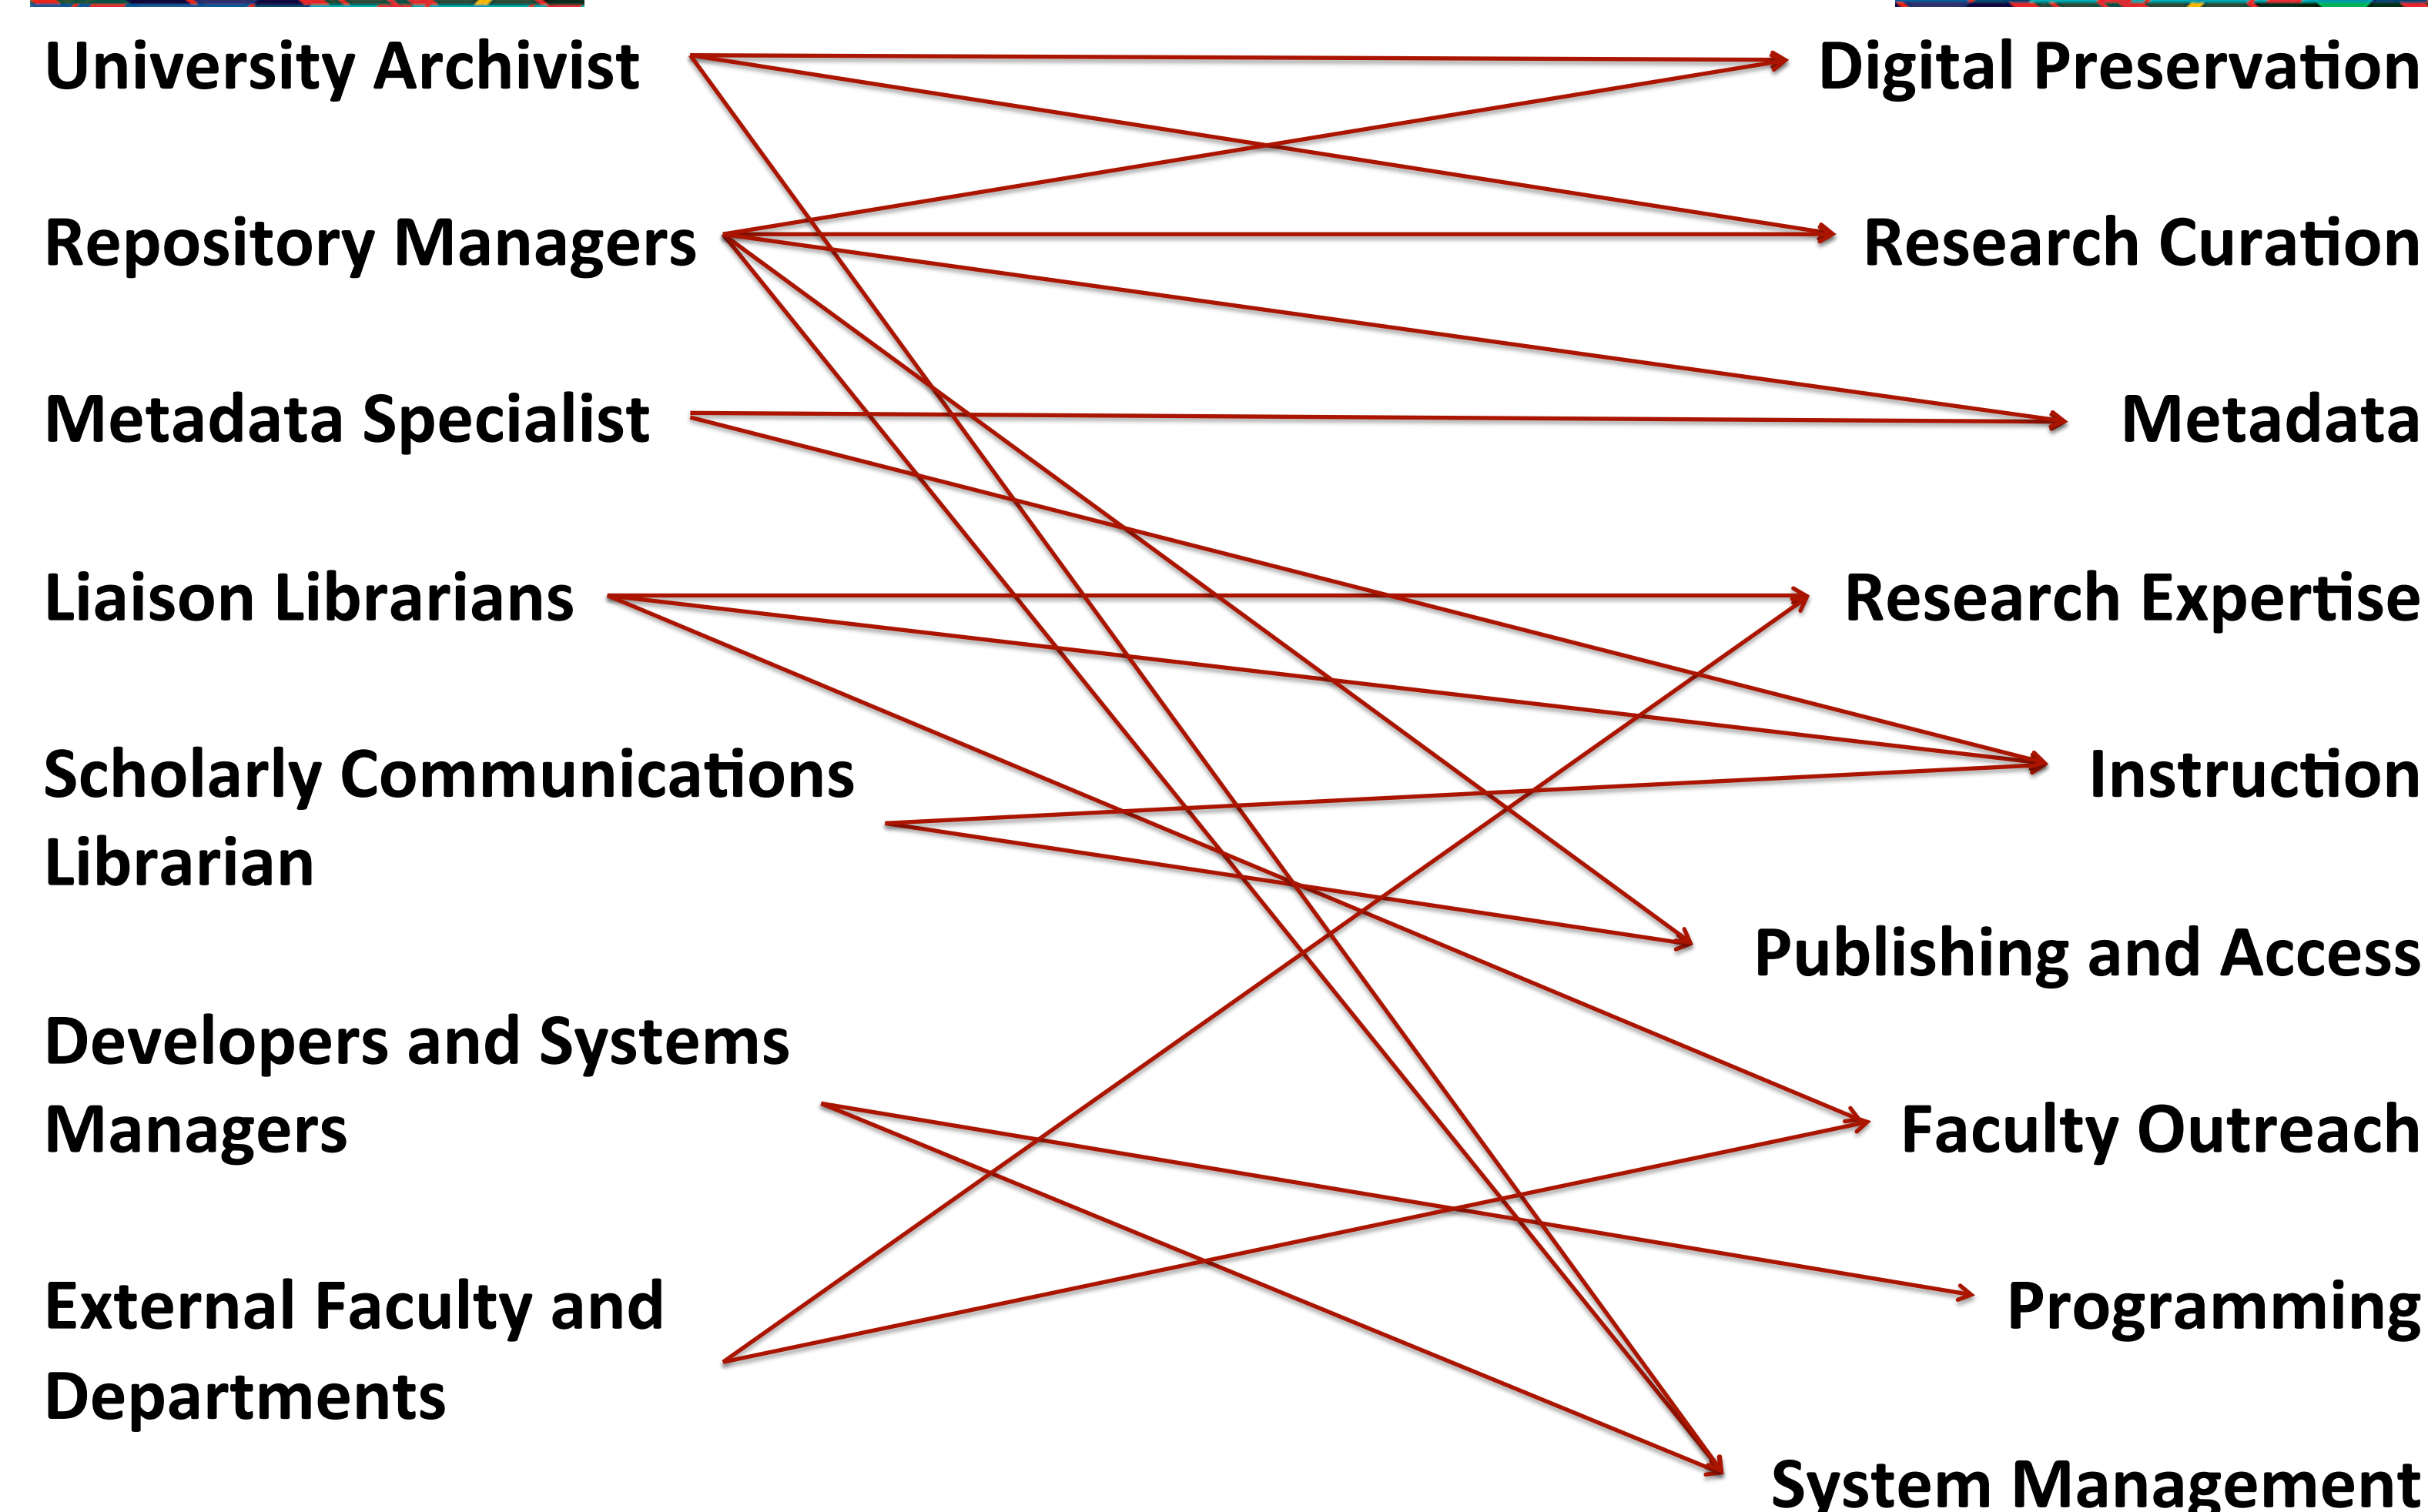 University Archivist
Digital Preservation
Repository Managers
Research Curation
Metadata Specialist
Metadata
Liaison Librarians
Research Expertise
Scholarly Communications
Librarian
Instruction
Publishing and Access
Developers and Systems
Managers
Faculty Outreach
External Faculty and
Departments
Programming
System Management